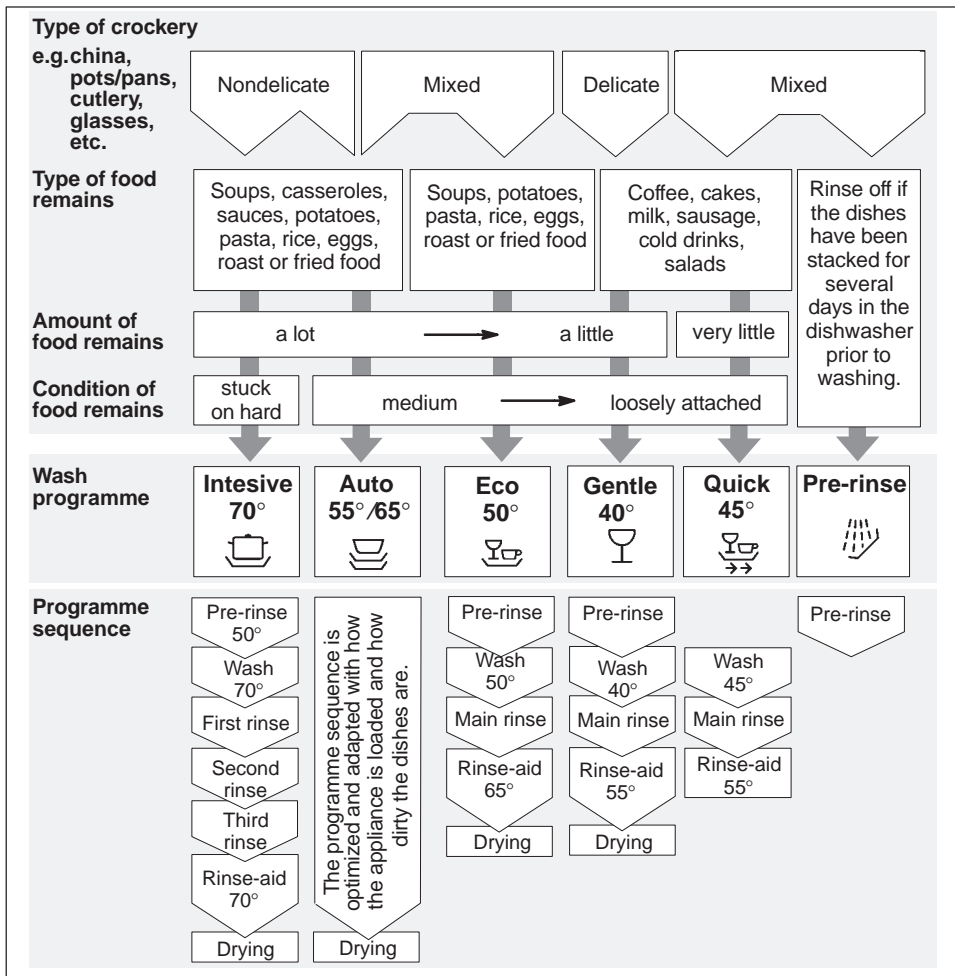 Type of crockery
e.g. china,
pots/pans,
cutlery,
glasses,
etc.
Nondelicate
Mixed
Delicate
Mixed
Type of food
remains
Soups, casseroles,
sauces, potatoes,
pasta, rice, eggs,
roast or fried food
Soups, potatoes,
pasta, rice, eggs,
roast or fried food
Coffee, cakes,
milk, sausage,
cold drinks,
salads
Rinse off if
the dishes
have been
stacked for
several
days in the
dishwasher
prior to
washing.
Amount of
food remains
a lot
a little
very little
Condition of
food remains
stuck
on hard
medium
loosely attached
Wash
programme
Intesive
70°
Auto
55°/65°
Eco
50°
Gentle
40°
Quick
45°
Pre-rinse
Programme
sequence
Pre-rinse
50°
Wash
70°
First rinse
Second
rinse
Third
rinse
Rinse-aid
70°
Drying
The programme sequence is
optimized and adapted with how
the appliance is loaded and how
dirty the dishes are.
Drying
Pre-rinse
Wash
50°
Main rinse
Rinse-aid
65°
Drying
Pre-rinse
Wash
40°
Main rinse
Rinse-aid
55°
Drying
Wash
45°
Main rinse
Rinse-aid
55°
Pre-rinse